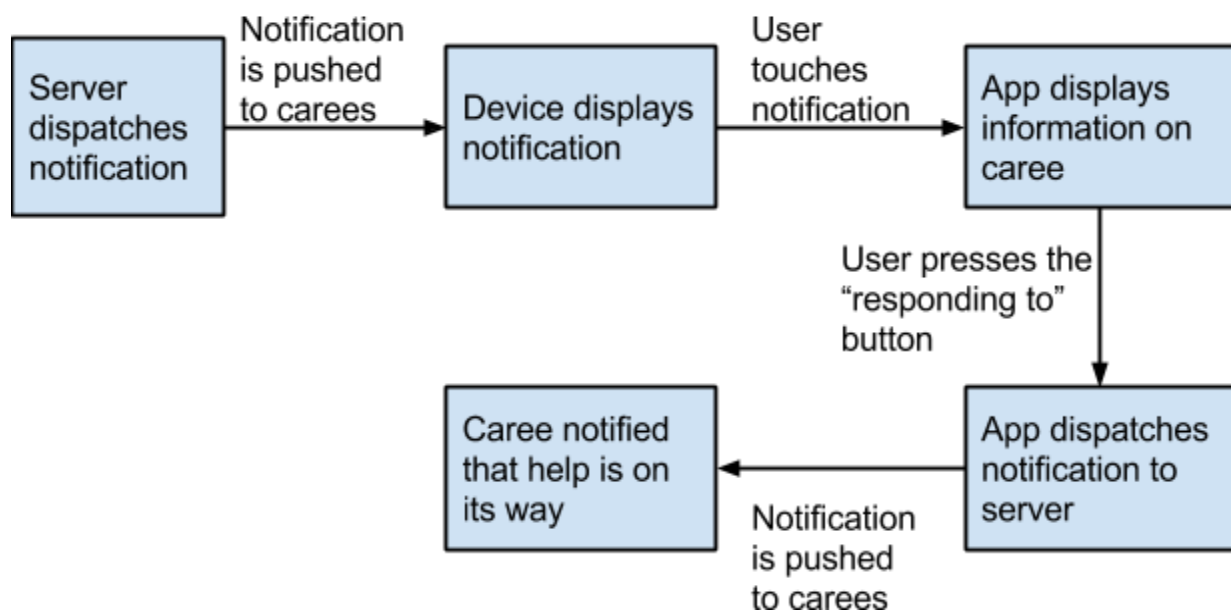 Server
dispatches
notification
Notification
is pushed
to carees
Device displays
notification
User
touches
notification
App displays
information on
caree
User presses the
“responding to”
button
App dispatches
notification to
server
Notification
is pushed
to carees
Caree notified
that help is on
its way